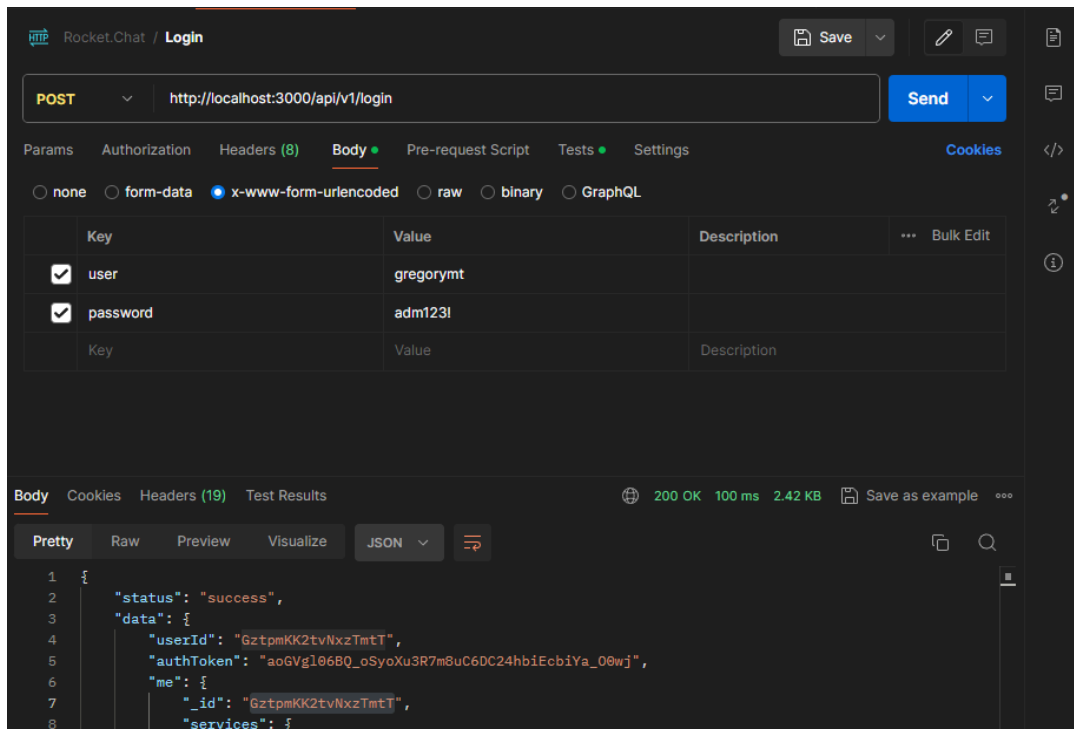 HTTP Rocket.Chat / Login Save
POST http://localhost:3000/api/v1/login Send
Params Authorization Headers (8) Body Pre-request Script Tests Settings Cookies
none form-data x-www-form-urlencoded raw binary GraphQL
Key Value Description ••• Bulk Edit
user gregorymt
password adm123!
Key Value Description
Body Cookies Headers (19) Test Results 200 OK 100 ms 2.42 KB Save as example
Pretty Raw Preview Visualize JSON
1 {
2 "status": "success",
3 "data": {
4 "userId": "GztpmKK2tvNxzTmtT",
5 "authToken": "aoGVgl06BQ_oSyoXu3R7m8uC6DC24hbiEcbiYa_O0wj",
6 "me": {
7 "_id": "GztpmKK2tvNxzTmtT",
8 "services": {